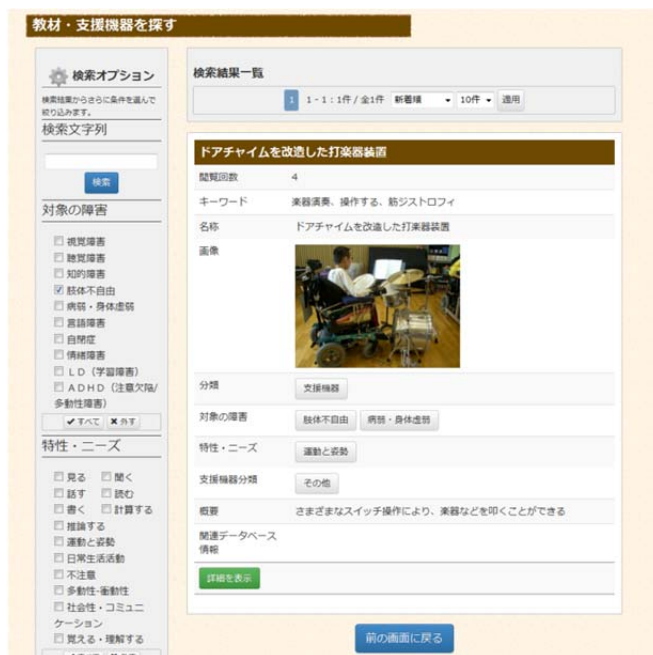 教材・支援機器を探す
検索オプション
検索結果からさらに条件を選んで
絞り込みます。
検索文字列
検索
対象の障害
視覚障害
聴覚障害
知的障害
肢体不自由
病弱・身体虚弱
言語障害
自閉症
情緒障害
LD（学習障害）
ADHD（注意欠陥/
多動性障害）
✔すべて ✖外す
特性・ニーズ
見る 聞く
話す 読む
書く 計算する
推論する
運動と姿勢
日常生活活動
不注意
多動性-衝動性
社会性・コミュニ
ケーション
覚える・理解する
検索結果一覧
1 1 - 1 : 1件 / 全1件 新着順 10件 適用
ドアチャイムを改造した打楽器装置
閲覧回数 4
キーワード 楽器演奏、操作する、筋ジストロフィ
名称 ドアチャイムを改造した打楽器装置
画像
分類 支援機器
対象の障害 肢体不自由 病弱・身体虚弱
特性・ニーズ 運動と姿勢
支援機器分類 その他
概要 さまざまなスイッチ操作により、楽器などを叩くことができる
関連データベース
情報
詳細を表示
前の画面に戻る